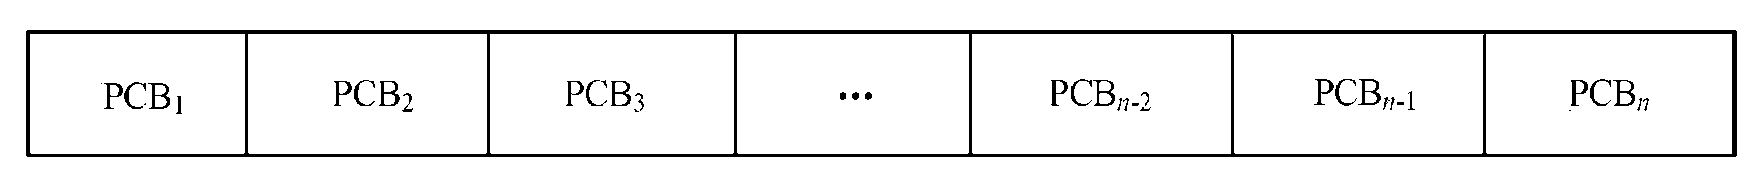 PCB₁ PCB₂ PCB₃ ••• PCBₙ₋₂ PCBₙ₋₁ PCBₙ